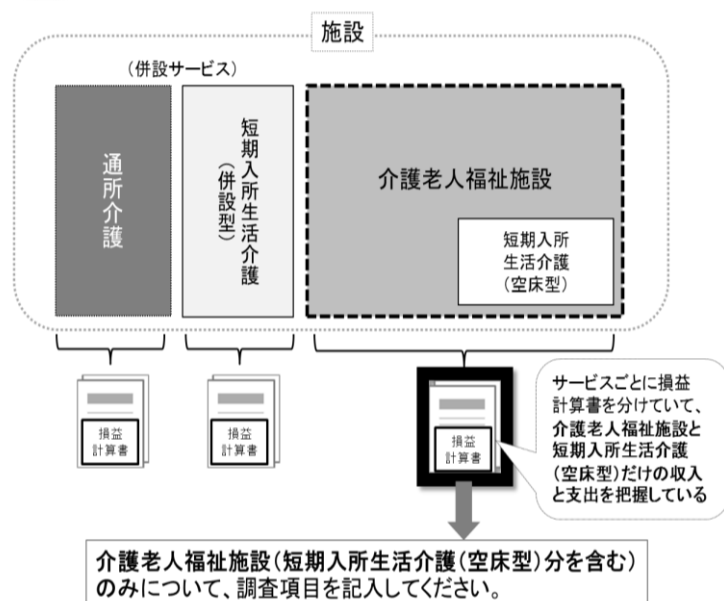 施設
(併設サービス)
通所介護
短期入所生活介護
(併設型)
介護老人福祉施設
短期入所
生活介護
(空床型)
損益
計算書
損益
計算書
損益
計算書
サービスごとに損益
計算書を分けていて、
介護老人福祉施設と
短期入所生活介護
(空床型)だけの収入
と支出を把握している
介護老人福祉施設(短期入所生活介護(空床型)分を含む)
のみについて、調査項目を記入してください。